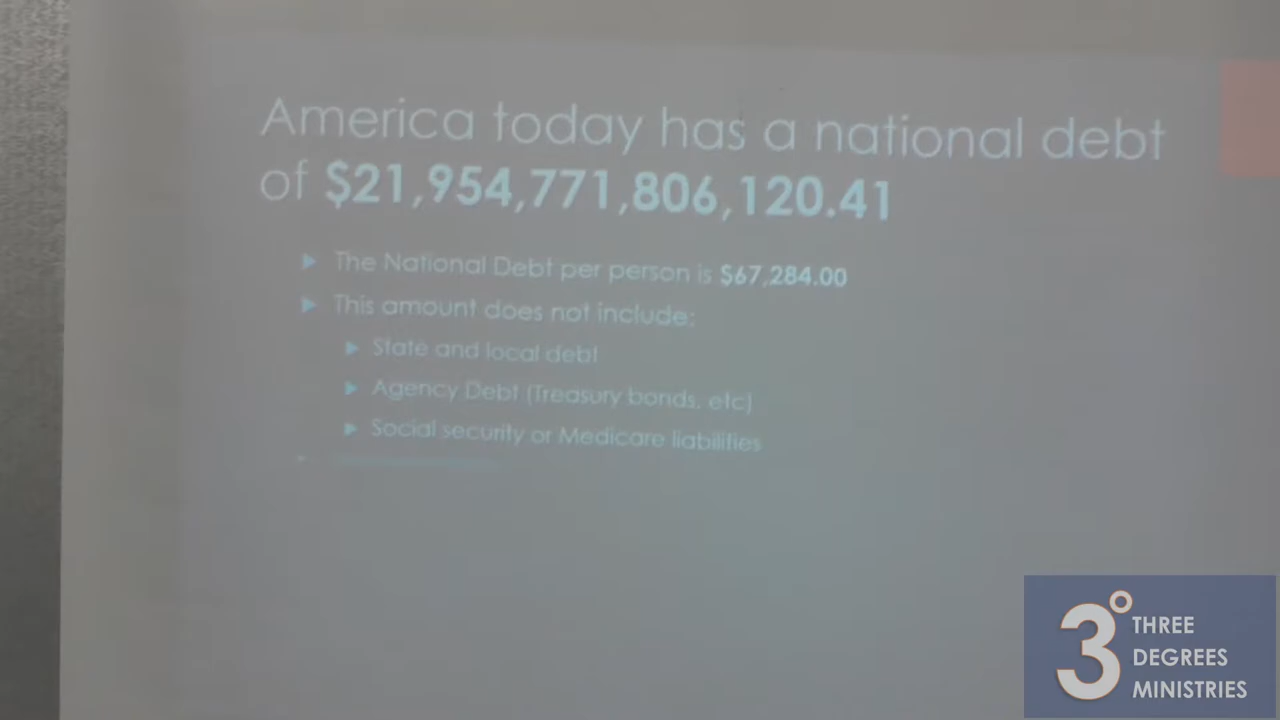 America today has a national debt
of $21,954,771,806,120.41
The National Debt per person is $67,284.00
This amount does not include:
State and local debt
Agency Debt (Treasury bonds, etc)
Social security or Medicare liabilities
3°
THREE
DEGREES
MINISTRIES